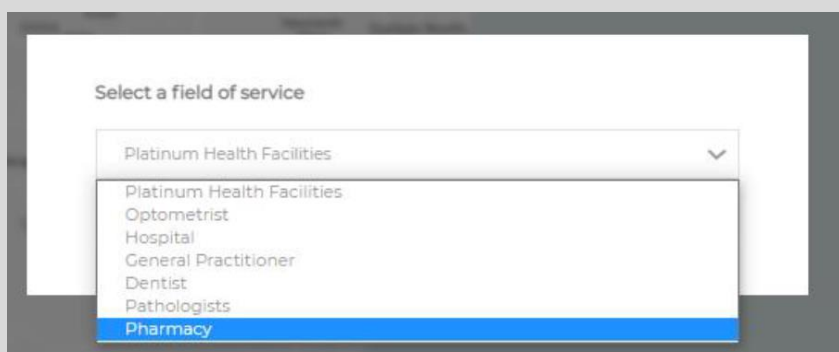 Select a field of service
Platinum Health Facilities
Platinum Health Facilities
Optometrist
Hospital
General Practitioner
Dentist
Pathologists
Pharmacy